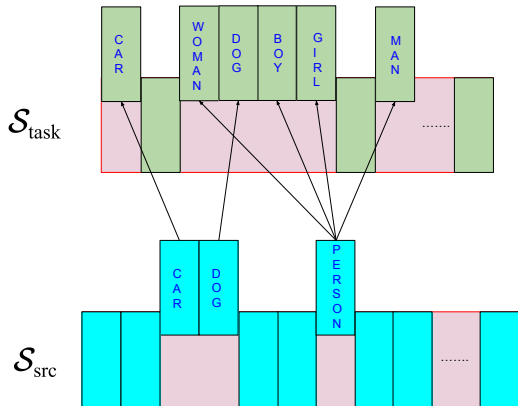 CAR
WOMAN
DOG
BOY
GIRL
MAN
S_task
........
CAR
DOG
PERSON
S_src
........